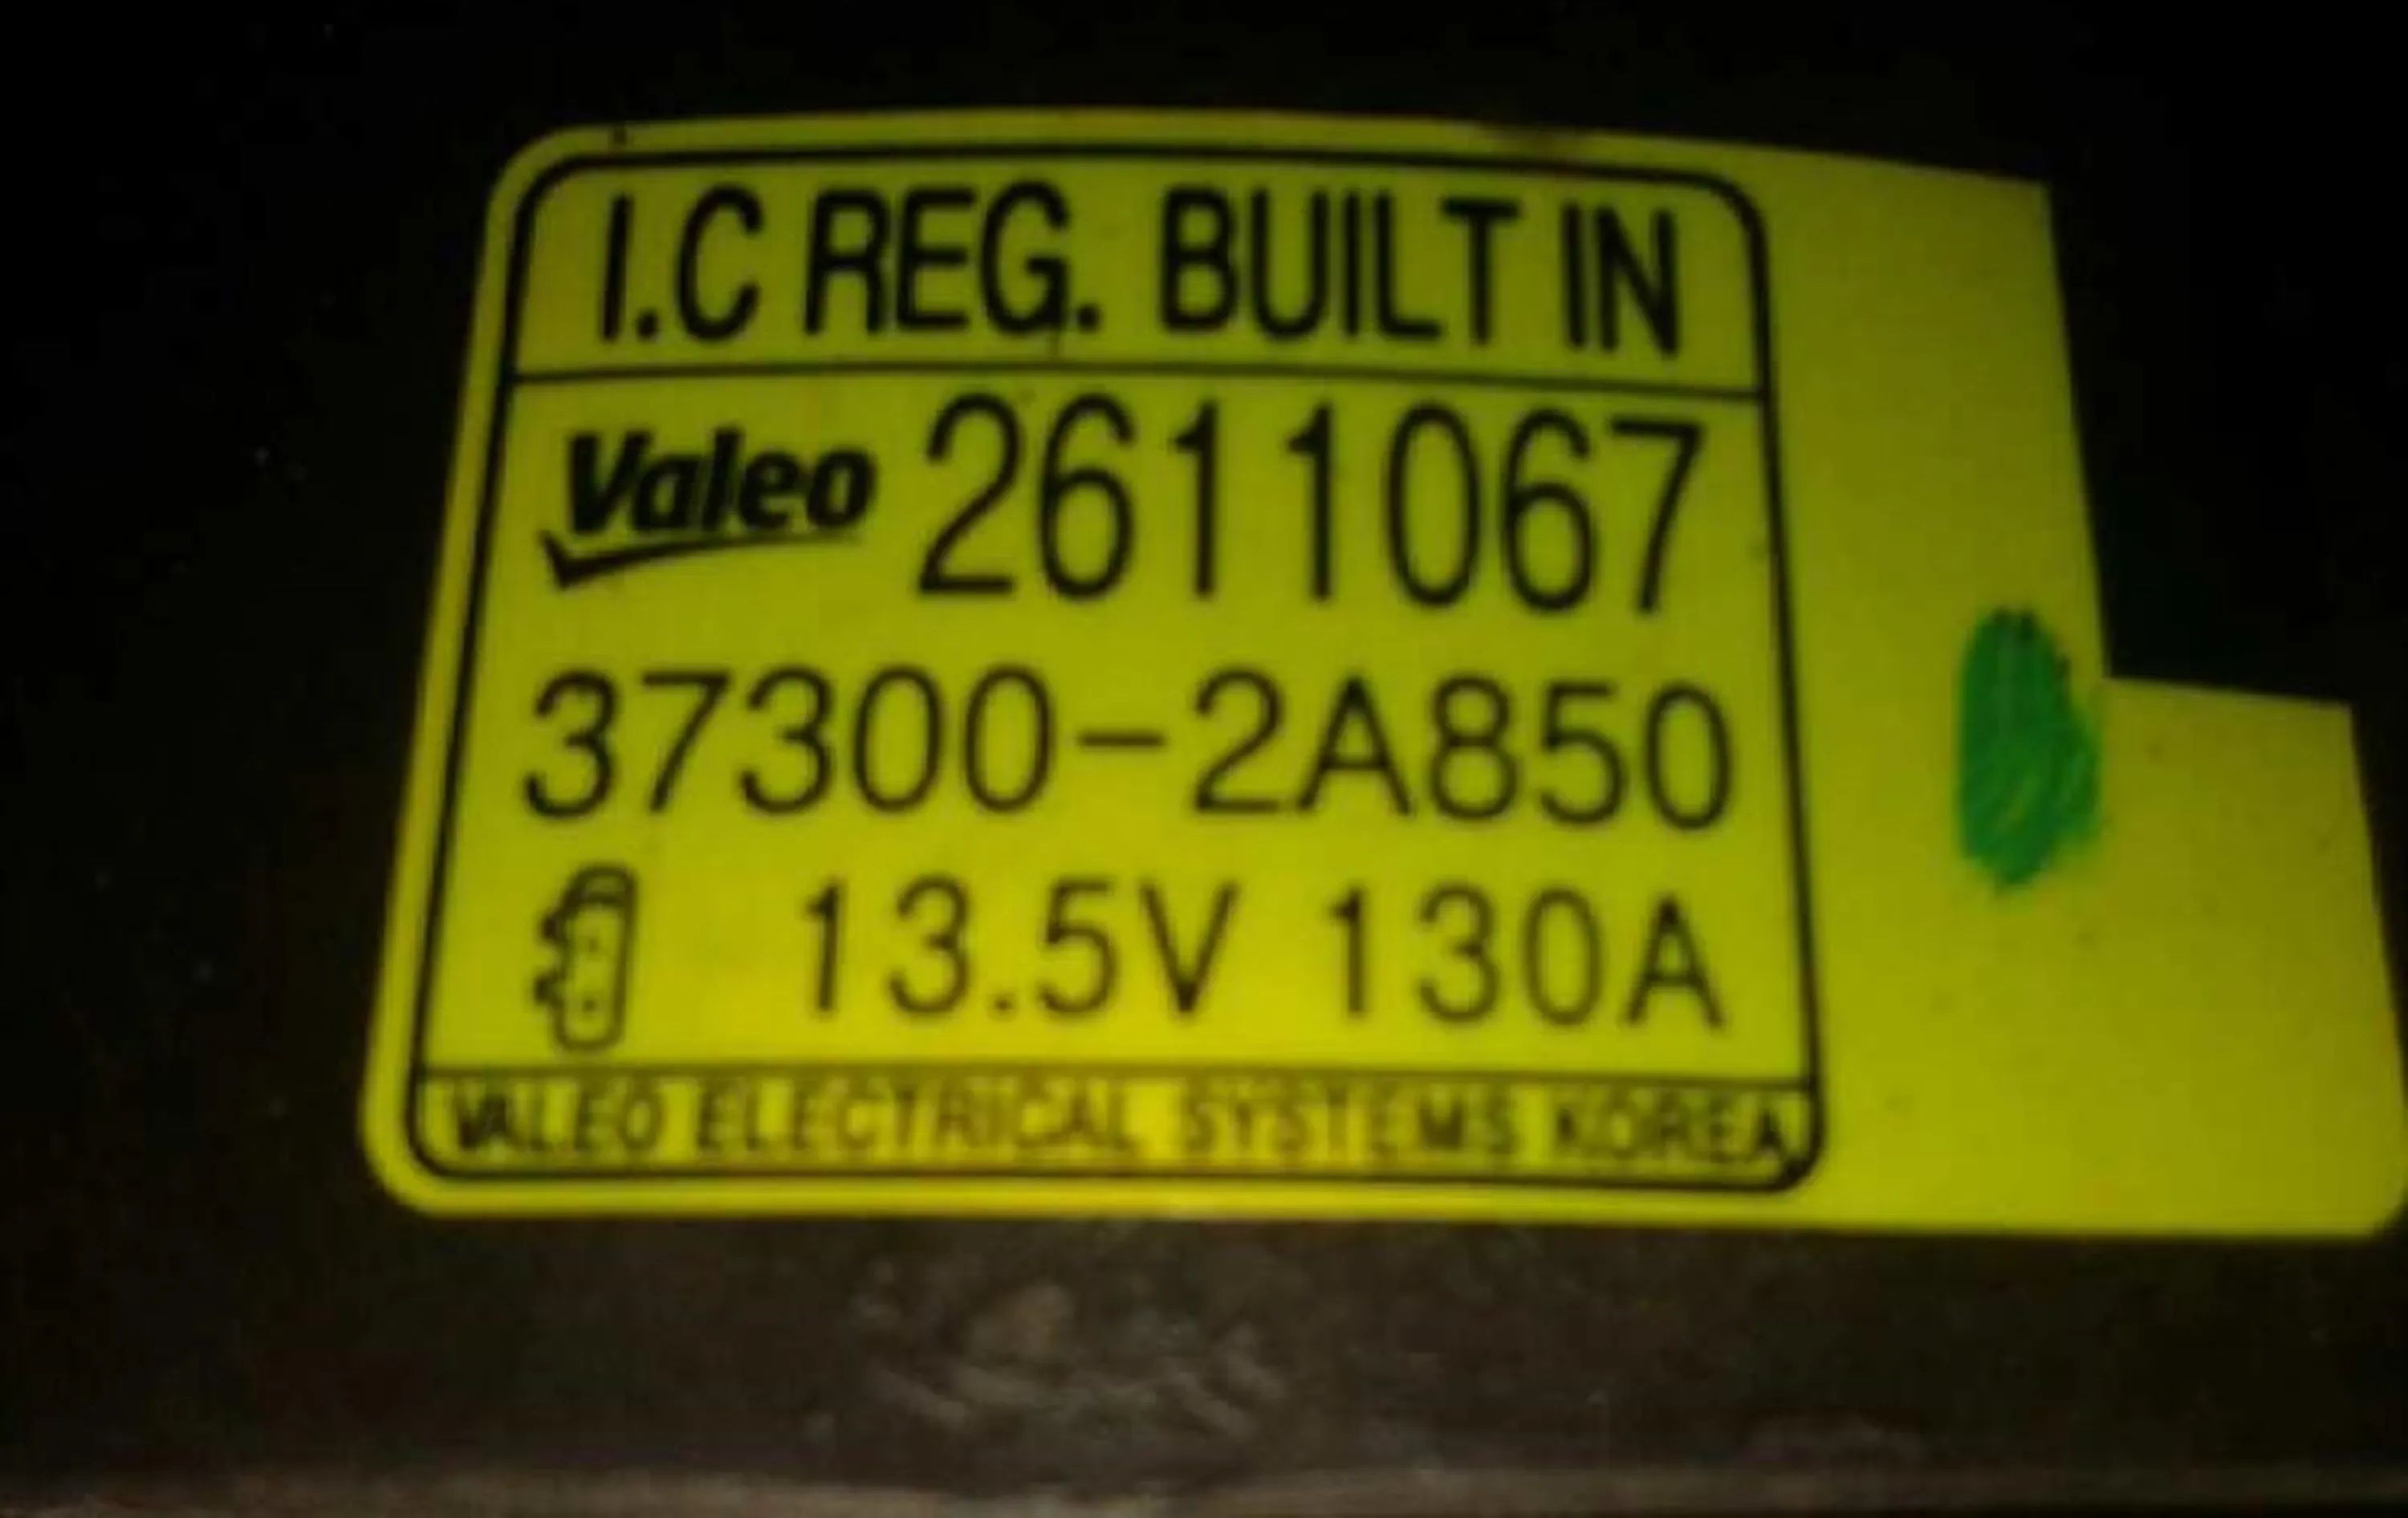 I.C REG. BUILT IN
Valeo 2611067
37300-2A850
13.5V 130A
VALEO ELECTRICAL SYSTEMS KOREA